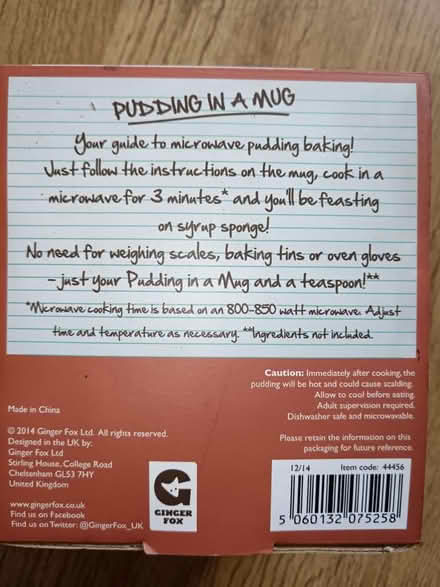 PUDDING IN A MUG
Your guide to microwave pudding baking!
Just follow the instructions on the mug, cook in a
microwave for 3 minutes* and you'll be feasting
on syrup sponge!
No need for weighing scales, baking tins or oven gloves
-just your Pudding in a Mug and a teaspoon!**
*Microwave cooking time is based on an 800-850 watt microwave. Adjust
time and temperature as necessary. **Ingredients not included.
Caution: Immediately after cooking, the
pudding will be hot and could cause scalding.
Allow to cool before eating.
Adult supervision required.
Dishwasher safe and microwavable.
Please retain the information on this
packaging for future reference.
Made in China
© 2014 Ginger Fox Ltd. All rights reserved.
Designed in the UK by:
Ginger Fox Ltd
Stirling House, College Road
Cheltenham GL53 7HY
United Kingdom
www.gingerfox.co.uk
Find us on Facebook
Find us on Twitter: @GingerFox_UK
GINGER
FOX
12/14 Item code: 44456
5 060132 075258